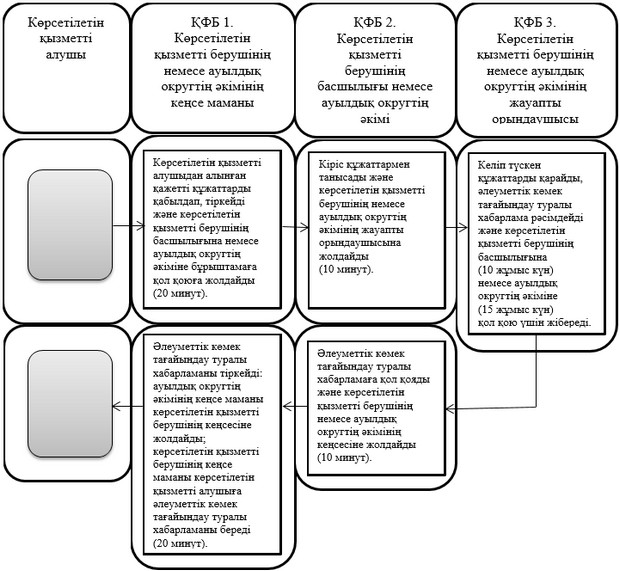 Көрсетілетін
қызметті
алушы
ҚФБ 1.
Көрсетілетін
қызметті берушінің
немесе ауылдық
округтің әкімінің
кеңсе маманы
ҚФБ 2.
Көрсетілетін
қызметті
берушінің
басшылығы немесе
ауылдық округтің
әкімі
ҚФБ 3.
Көрсетілетін
қызметті берушінің
немесе ауылдық
округтің әкімінің
жауапты
орындаушысы
Көрсетілетін қызметті
алушыдан алынған
қажетті құжаттарды
қабылдап, тіркейді
және көрсетілетін
қызметті берушінің
басшылығына немесе
ауылдық округтің
әкіміне бұрыштамаға
қол қоюға жолдайды
(20 минут).
Кіріс құжаттармен
танысады және
көрсетілетін қызметті
берушінің немесе
ауылдық округтің
әкімінің жауапты
орындаушысына
жолдайды
(10 минут).
Келіп түскен
құжаттарды қарайды,
әлеуметтік көмек
тағайындау туралы
хабарлама рәсімдейді
және көрсетілетін
қызметті берушінің
басшылығына
(10 жұмыс күн)
немесе ауылдық
округтің әкіміне
(15 жұмыс күн)
қол қою үшін жібереді.
Әлеуметтік көмек
тағайындау туралы
хабарламаны тіркейді:
ауылдық округтің
әкімінің кеңсе маманы
көрсетілетін қызметті
берушінің кеңсесіне
жолдайды;
көрсетілетін қызметті
берушінің кеңсе
маманы көрсетілетін
қызметті алушыға
әлеуметтік көмек
тағайындау туралы
хабарламаны береді
(20 минут).
Әлеуметтік көмек
тағайындау туралы
хабарламаға қол қояды
және көрсетілетін
қызметті берушінің
немесе ауылдық
округтің әкімінің
кеңсесіне жолдайды
(10 минут).